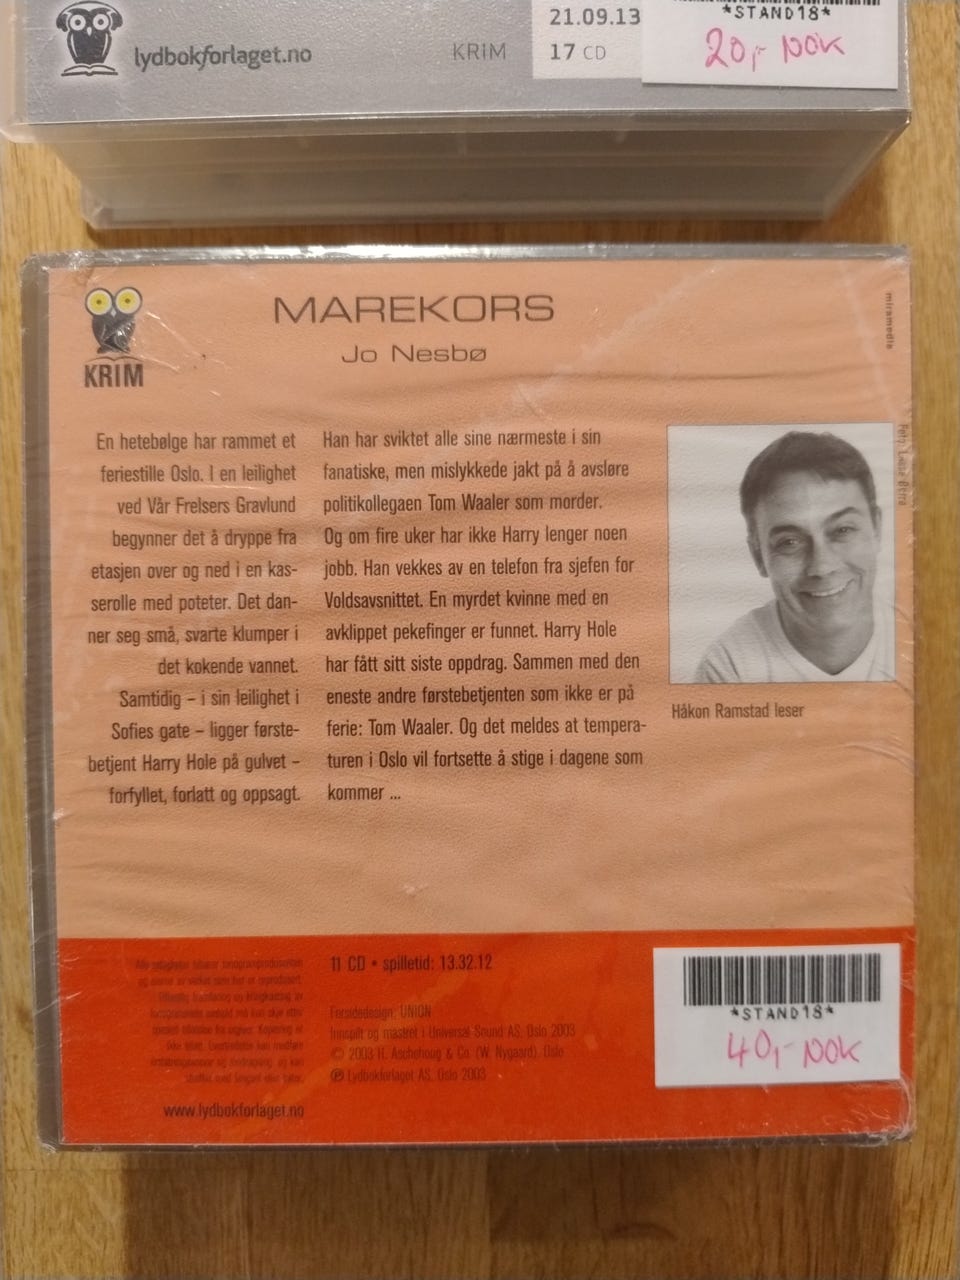 lydbokforlaget.no
KRIM
21.09.13
17 CD
*STAND18*
20,- NOK
MAREKORS
Jo Nesbø
KRIM
miramedia
En hetebølge har rammet et
feriestille Oslo. I en leilighet
ved Vår Frelsers Gravlund
begynner det å dryppe fra
etasjen over og ned i en kas-
serolle med poteter. Det dan-
ner seg små, svarte klumper i
det kokende vannet.
Samtidig – i sin leilighet i
Sofies gate – ligger første-
betjent Harry Hole på gulvet –
forfyllet, forlatt og oppsagt.
Han har sviktet alle sine nærmeste i sin
fanatiske, men mislykkede jakt på å avsløre
politikollegaen Tom Waaler som morder.
Og om fire uker har ikke Harry lenger noen
jobb. Han vekkes av en telefon fra sjefen for
Voldsavsnittet. En myrdet kvinne med en
avklippet pekefinger er funnet. Harry Hole
har fått sitt siste oppdrag. Sammen med den
eneste andre førstebetjenten som ikke er på
ferie: Tom Waaler. Og det meldes at tempera-
turen i Oslo vil fortsette å stige i dagene som
kommer ...
Foto:
Håkon Ramstad leser
11 CD • spilletid: 13.32.12
Forsidedesign: UNION
Innspilt og mastret i Universal Sound AS, Oslo 2003
© 2003 H. Aschehoug & Co. (W. Nygaard), Oslo
℗ Lydbokforlaget AS, Oslo 2003
www.lydbokforlaget.no
*STAND18*
40,- NOK